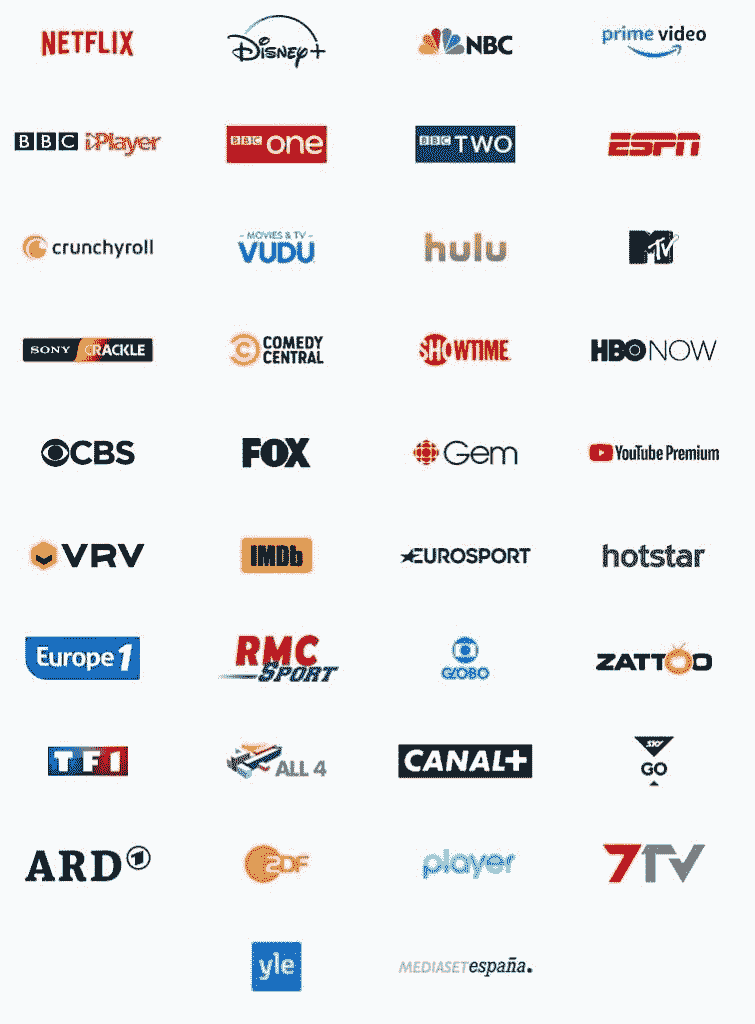 NETFLIX
Disney+
NBC
prime video
BBC iPlayer
BBC one
BBC TWO
ESPN
crunchyroll
- MOVIES & TV -
VUDU
hulu
MTV
SONY CRACKLE
COMEDY
CENTRAL
SHOWTIME
HBO NOW
CBS
FOX
Gem
YouTube Premium
VRV
IMDb
EUROSPORT
hotstar
Europe 1
RMC
SPORT
GLOBO
ZATTOO
TF1
ALL 4
CANAL+
sky
GO
ARD 1
ZDF
player
7TV
yle
MEDIASET españa.